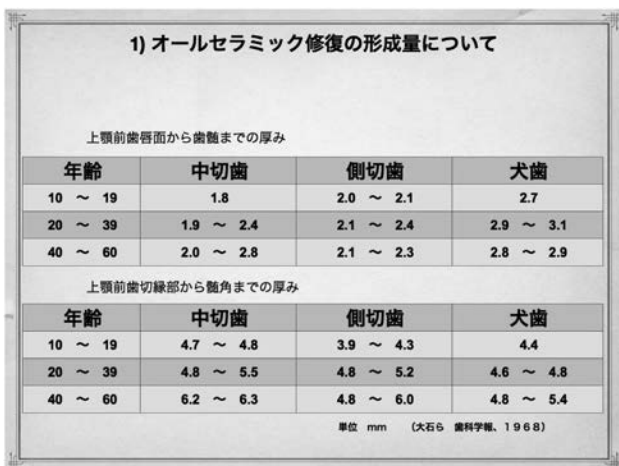 1) オールセラミック修復の形成量について
上顎前歯唇面から歯髄までの厚み
年齢 中切歯 側切歯 犬歯
10 ～ 19 1.8 2.0 ～ 2.1 2.7
20 ～ 39 1.9 ～ 2.4 2.1 ～ 2.4 2.9 ～ 3.1
40 ～ 60 2.0 ～ 2.8 2.1 ～ 2.3 2.8 ～ 2.9
上顎前歯切縁部から髄角までの厚み
年齢 中切歯 側切歯 犬歯
10 ～ 19 4.7 ～ 4.8 3.9 ～ 4.3 4.4
20 ～ 39 4.8 ～ 5.5 4.8 ～ 5.2 4.6 ～ 4.8
40 ～ 60 6.2 ～ 6.3 4.8 ～ 6.0 4.8 ～ 5.4
単位 mm (大石ら 歯科学報、1968)